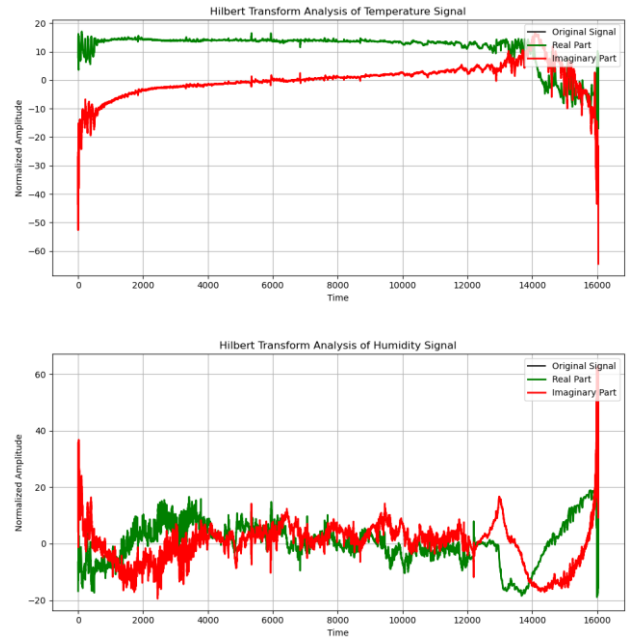 Hilbert Transform Analysis of Temperature Signal
20
10
0
-10
-20
-30
-40
-50
-60
Normalized Amplitude
Original Signal
Real Part
Imaginary Part
0 2000 4000 6000 8000 10000 12000 14000 16000
Time
Hilbert Transform Analysis of Humidity Signal
60
40
20
0
-20
Normalized Amplitude
Original Signal
Real Part
Imaginary Part
0 2000 4000 6000 8000 10000 12000 14000 16000
Time